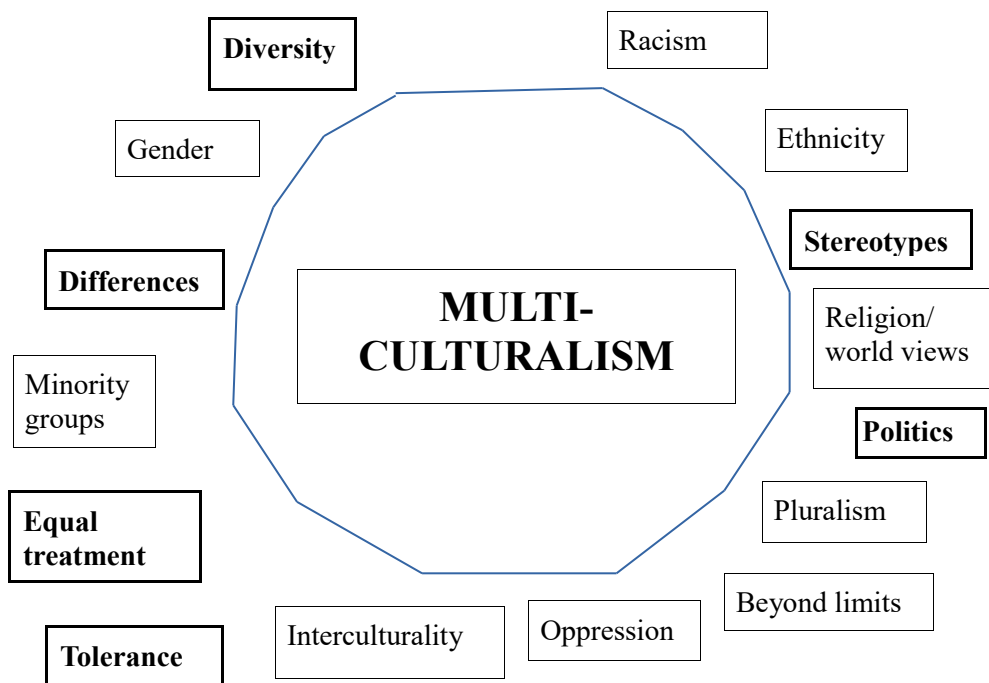 Diversity
Racism
Gender
Ethnicity
Stereotypes
Differences
MULTI-
CULTURALISM
Religion/
world views
Minority
groups
Politics
Equal
treatment
Pluralism
Beyond limits
Interculturality
Oppression
Tolerance